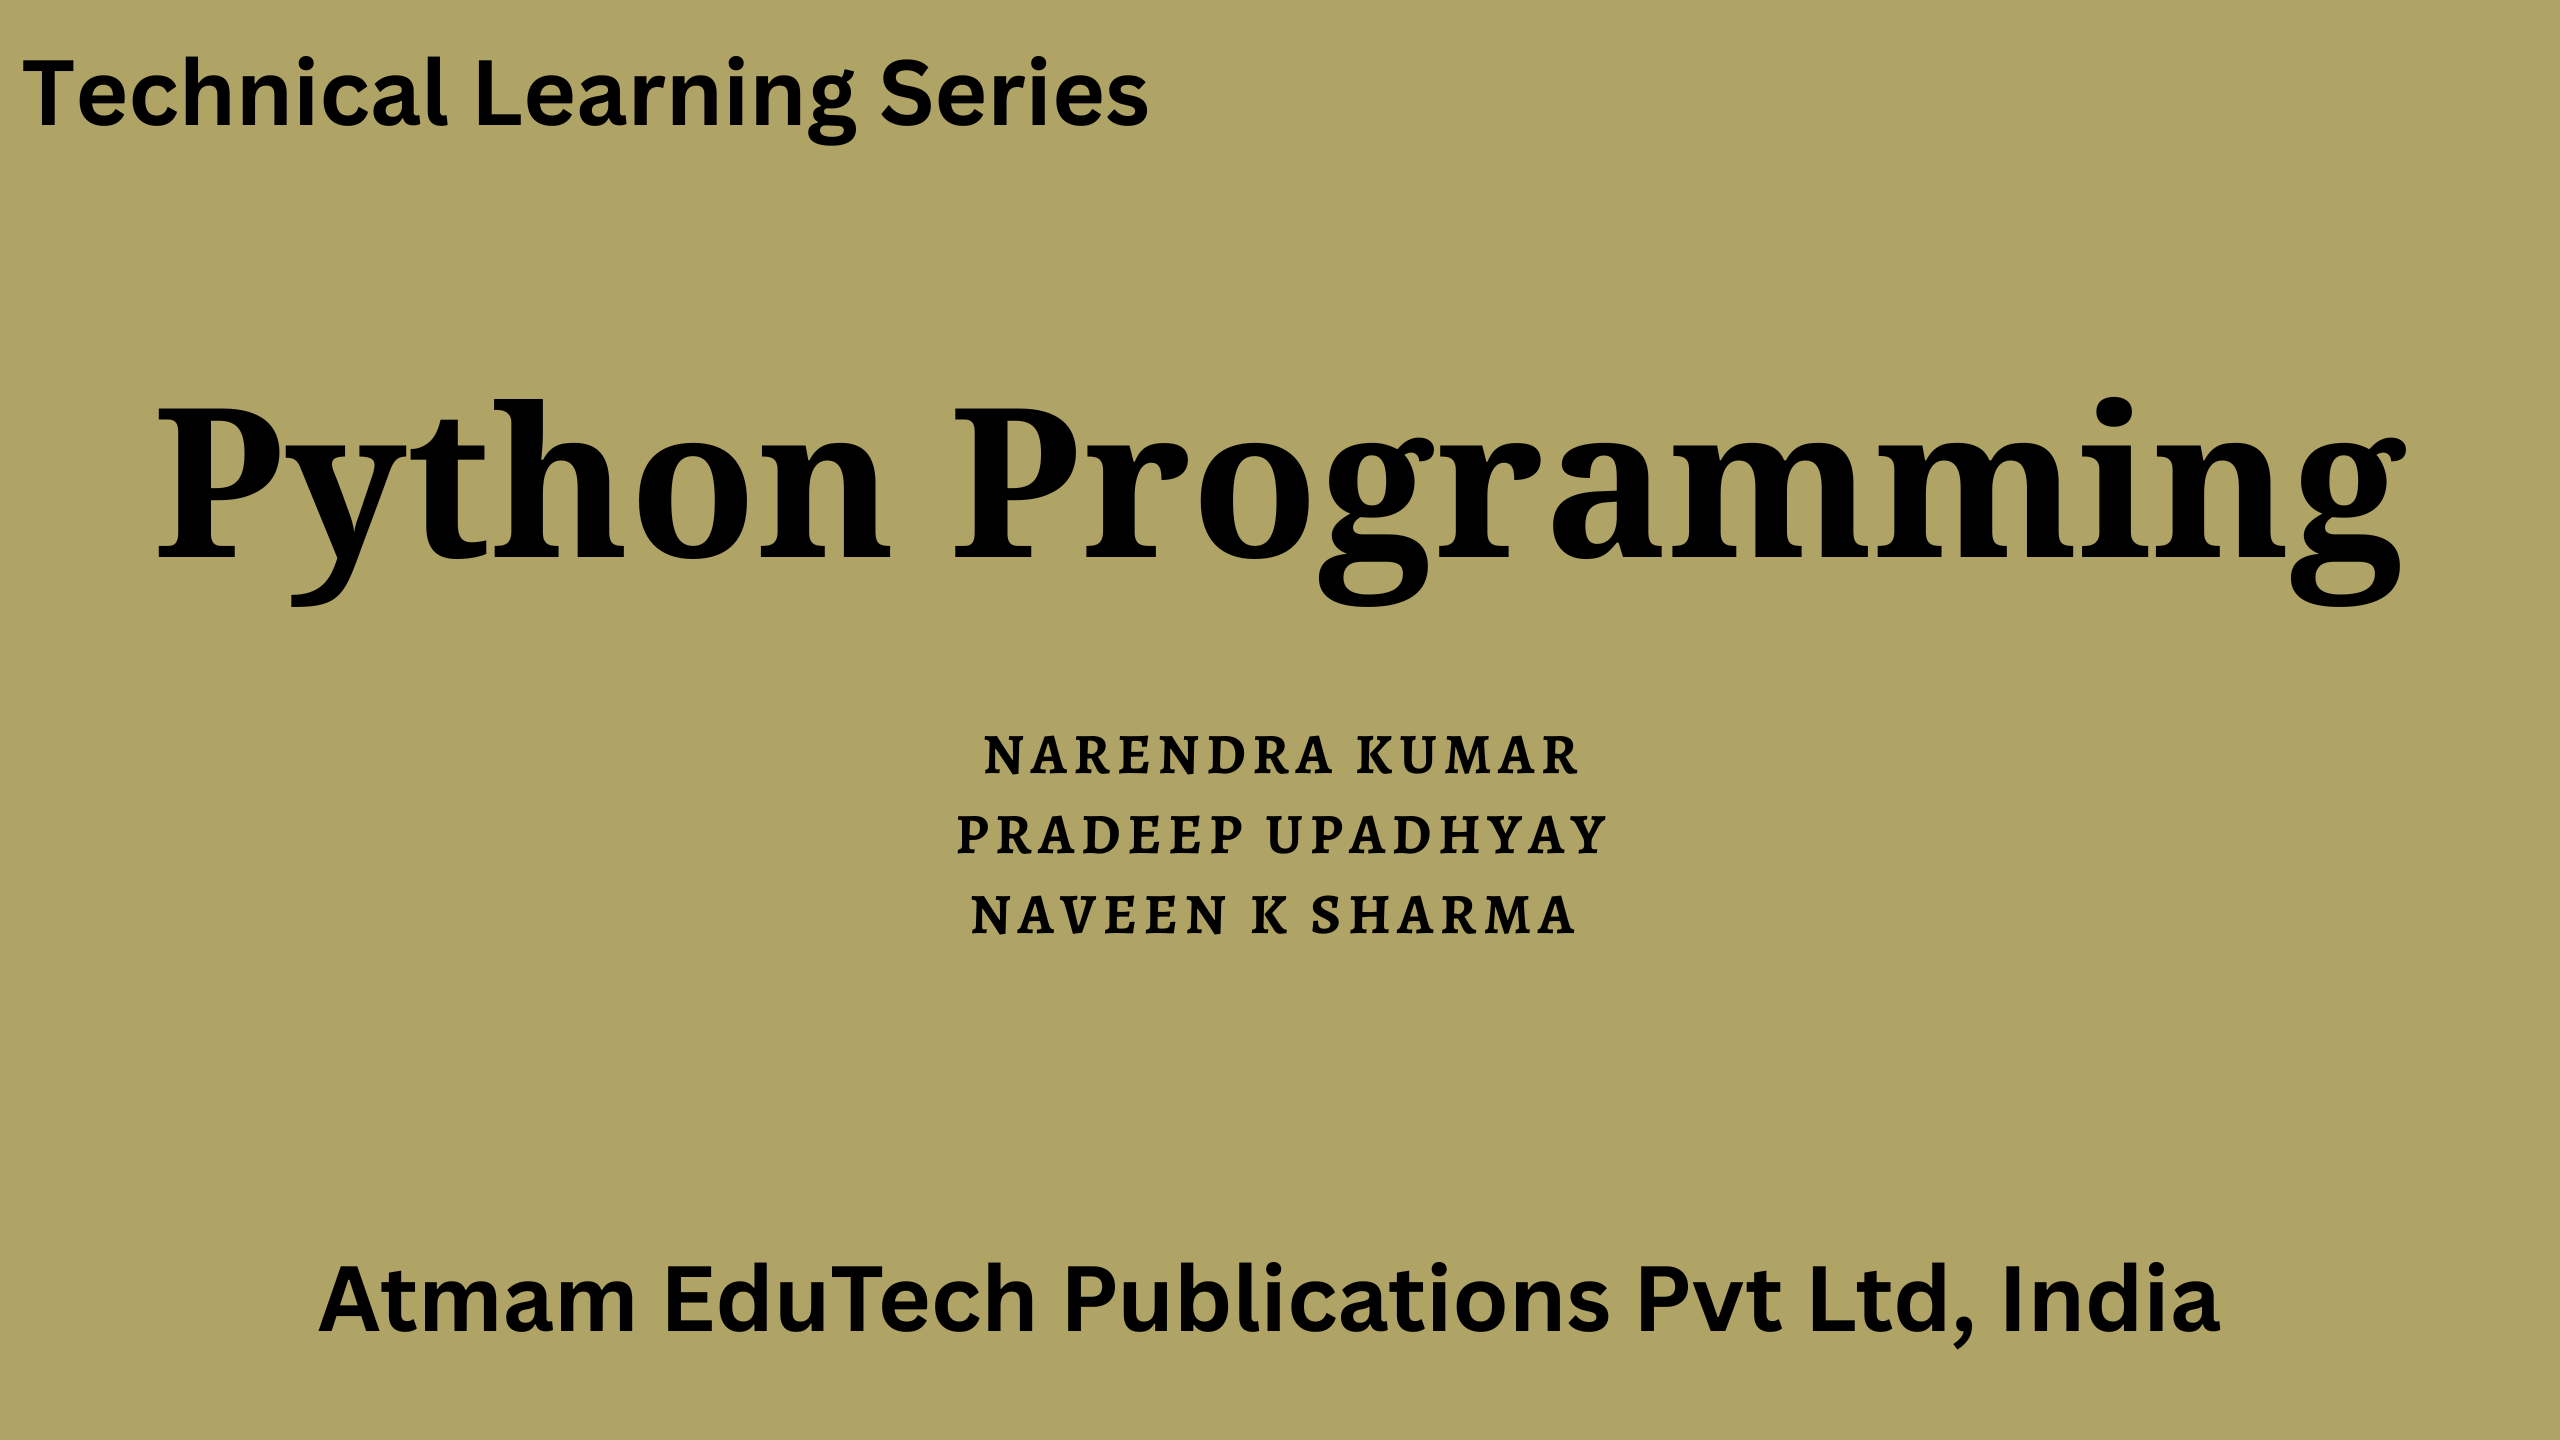 Technical Learning Series
Python Programming
NARENDRA KUMAR
PRADEEP UPADHYAY
NAVEEN K SHARMA
Atmam EduTech Publications Pvt Ltd, India